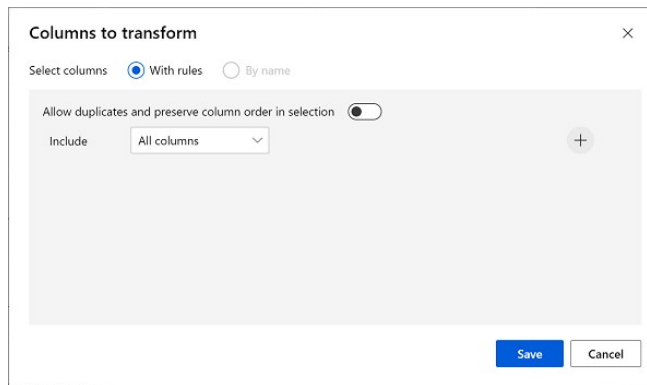 Columns to transform
Select columns With rules By name
Allow duplicates and preserve column order in selection
Include All columns
Save Cancel